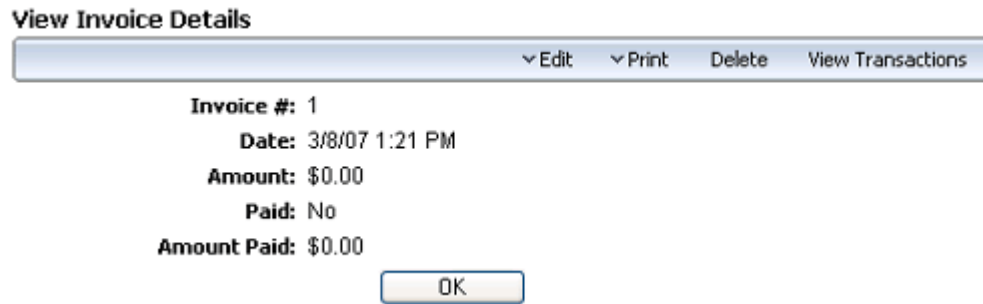 View Invoice Details
Edit Print Delete View Transactions
Invoice #: 1
Date: 3/8/07 1:21 PM
Amount: $0.00
Paid: No
Amount Paid: $0.00
OK